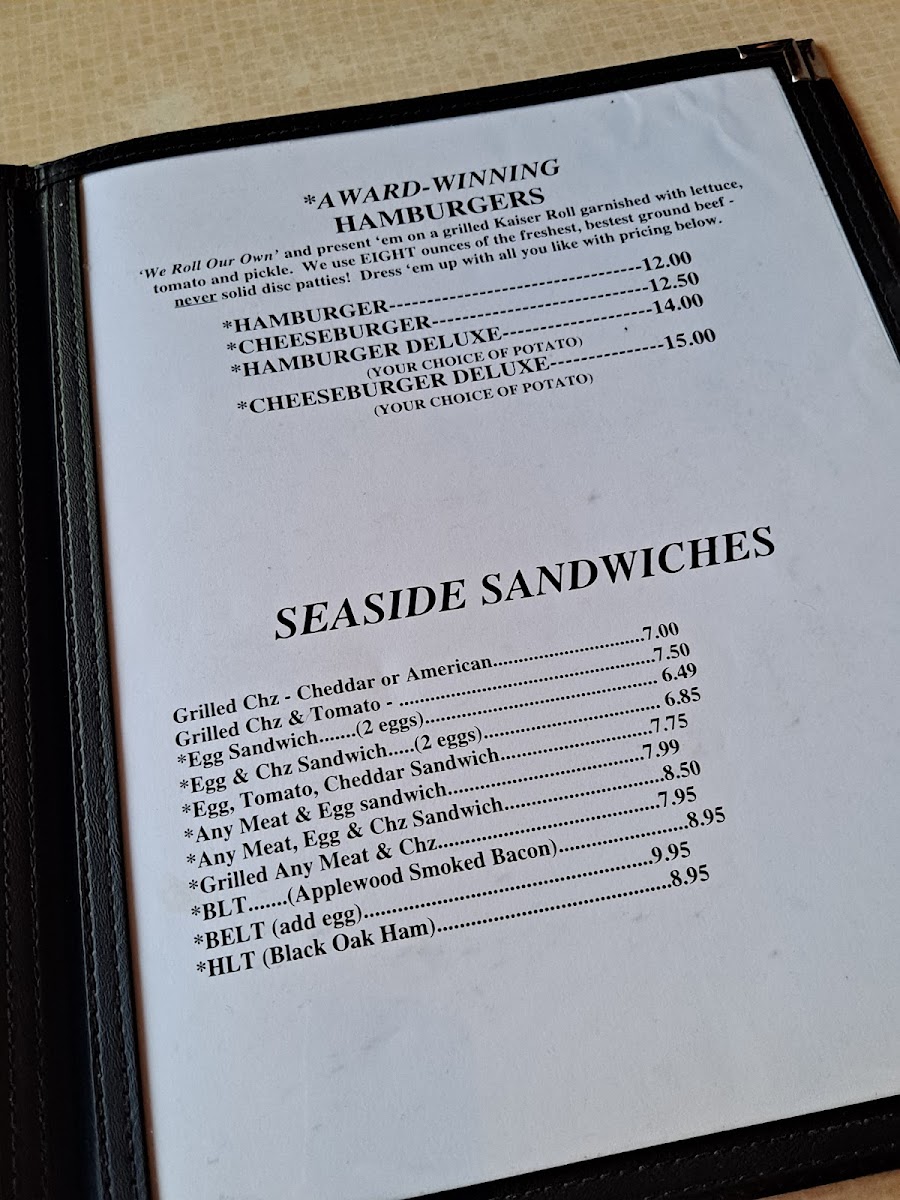 *AWARD-WINNING
HAMBURGERS
'We Roll Our Own' and present 'em on a grilled Kaiser Roll garnished with lettuce,
tomato and pickle. We use EIGHT ounces of the freshest, bestest ground beef -
never solid disc patties! Dress 'em up with all you like with pricing below.
*HAMBURGER---------------------------------12.00
*CHEESEBURGER----------------------------12.50
*HAMBURGER DELUXE-------------------14.00
(YOUR CHOICE OF POTATO)
*CHEESEBURGER DELUXE---------------15.00
(YOUR CHOICE OF POTATO)
SEASIDE SANDWICHES
Grilled Chz - Cheddar or American............................7.00
Grilled Chz & Tomato - ...............................................7.50
*Egg Sandwich.......(2 eggs)........................................... 6.49
*Egg & Chz Sandwich.....(2 eggs)................................. 6.85
*Egg, Tomato, Cheddar Sandwich............................7.75
*Any Meat & Egg sandwich.....................................7.99
*Any Meat, Egg & Chz Sandwich.............................8.50
*Grilled Any Meat & Chz.........................................7.95
*BLT.......(Applewood Smoked Bacon)........................8.95
*BELT (add egg).....................................................9.95
*HLT (Black Oak Ham)...........................................8.95